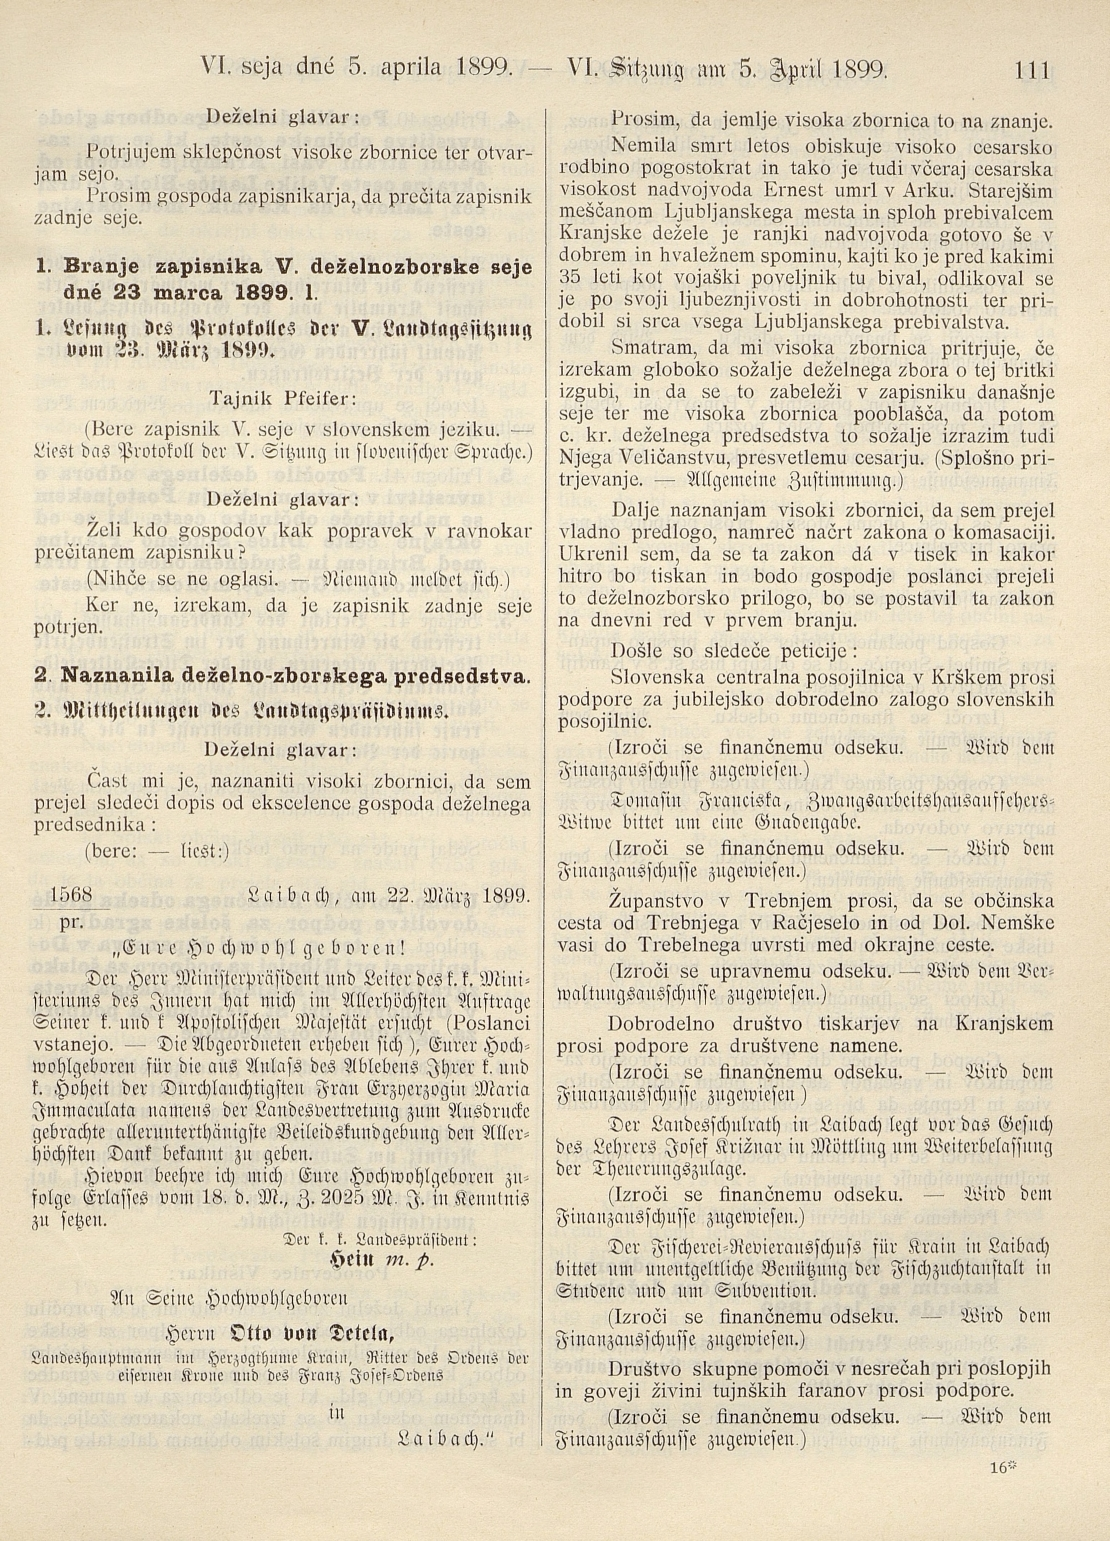 VI. seja dné 5. aprila 1899. — VI. Sitzung am 5. April 1899. 111
Deželni glavar:
Potrjujem sklepčnost visoke zbornice ter otvar-
jam sejo.
Prosim gospoda zapisnikarja, da prečita zapisnik
zadnje seje.
1. Branje zapisnika V. deželnozborske seje
dné 23 marca 1899. l.
1. Lesung des Protokolles der V. Landtagssitzung
vom 23. März 1899.
Tajnik Pfeifer:
(Bere zapisnik V. seje v slovenskem jeziku. —
Liest das Protokoll der V. Sitzung in slovenischer Sprache.)
Deželni glavar:
Želi kdo gospodov kak popravek v ravnokar
prečitanem zapisniku?
(Nihče se ne oglasi. — Niemand meldet sich.)
Ker ne, izrekam, da je zapisnik zadnje seje
potrjen.
2. Naznanila deželno-zborskega predsedstva.
2. Mittheilungen des Landtagspräsidiums.
Deželni glavar:
Čast mi je, naznaniti visoki zbornici, da sem
prejel sledeči dopis od ekscelence gospoda deželnega
predsednika:
(bere: — liest:)
1568 Laibach, am 22. März 1899.
pr.
„Eure Hochwohlgeboren!
Der Herr Ministerpräsident und Leiter des k. k. Mini-
steriums des Innern hat mich im Allerhöchsten Auftrage
Seiner k. und k Apostolischen Majestät ersucht (Poslanci
vstanejo. — Die Abgeordneten erheben sich), Eurer Hoch-
wohlgeboren für die aus Anlass des Ablebens Ihrer k. und
k. Hoheit der Durchlauchtigsten Frau Erzherzogin Maria
Immaculata namens der Landesvertretung zum Ausdrucke
gebrachte allerunterthänigste Beileidskundgebung den Aller-
höchsten Dank bekannt zu geben.
Hievon beehre ich mich Eure Hochwohlgeboren zu-
folge Erlasses vom 18. d. M., Z. 2025 M. J. in Kenntnis
zu setzen.
Der k. k. Landespräsident:
Hein m. p.
An Seine Hochwohlgeboren
Herrn Otto von Detela,
Landeshauptmann im Herzogthume Krain, Ritter des Ordens der
eisernen Krone und des Franz Josef-Ordens
in
Laibach.“
Prosim, da jemlje visoka zbornica to na znanje.
Nemila smrt letos obiskuje visoko cesarsko
rodbino pogostokrat in tako je tudi včeraj cesarska
visokost nadvojvoda Ernest umrl v Arku. Starejšim
meščanom Ljubljanskega mesta in sploh prebivalcem
Kranjske dežele je ranjki nadvojvoda gotovo še v
dobrem in hvaležnem spominu, kajti ko je pred kakimi
35 leti kot vojaški poveljnik tu bival, odlikoval se
je po svoji ljubeznjivosti in dobrohotnosti ter pri-
dobil si srca vsega Ljubljanskega prebivalstva.
Smatram, da mi visoka zbornica pritrjuje, če
izrekam globoko sožalje deželnega zbora o tej britki
izgubi, in da se to zabeleži v zapisniku današnje
seje ter me visoka zbornica pooblašča, da potom
c. kr. deželnega predsedstva to sožalje izrazim tudi
Njega Veličanstvu, presvetlemu cesarju. (Splošno pri-
trjevanje. — Allgemeine Zustimmung.)
Dalje naznanjam visoki zbornici, da sem prejel
vladno predlogo, namreč načrt zakona o komasaciji.
Ukrenil sem, da se ta zakon dá v tisek in kakor
hitro bo tiskan in bodo gospodje poslanci prejeli
to deželnozborsko prilogo, bo se postavil ta zakon
na dnevni red v prvem branju.
Došle so sledeče peticije:
Slovenska centralna posojilnica v Krškem prosi
podpore za jubilejsko dobrodelno zalogo slovenskih
posojilnic.
(Izroči se finančnemu odseku. — Wird dem
Finanzausschusse zugewiesen.)
Tomasin Franciska, Zwangsarbeitshausaufsehers-
Witwe bittet um eine Gnadengabe.
(Izroči se finančnemu odseku. — Wird dem
Finanzausschusse zugewiesen.)
Županstvo v Trebnjem prosi, da se občinska
cesta od Trebnjega v Račjeselo in od Dol. Nemške
vasi do Trebelnega uvrsti med okrajne ceste.
(Izroči se upravnemu odseku. — Wird dem Ver-
waltungsausschusse zugewiesen.)
Dobrodelno društvo tiskarjev na Kranjskem
prosi podpore za društvene namene.
(Izroči se finančnemu odseku. — Wird dem
Finanzausschusse zugewiesen )
Der Landesschulrath in Laibach legt vor das Gesuch
des Lehrers Josef Križnar in Möttling um Weiterbelassung
der Theuerungszulage.
(Izroči se finančnemu odseku. — Wird dem
Finanzausschusse zugewiesen.)
Der Fischerei-Revierausschuss für Krain in Laibach
bittet um unentgeltliche Benützung der Fischzuchtanstalt in
Studenc und um Subvention.
(Izroči se finančnemu odseku. — Wird dem
Finanzausschusse zugewiesen.)
Društvo skupne pomoči v nesrečah pri poslopjih
in goveji živini tujnških faranov prosi podpore.
(Izroči se finančnemu odseku. — Wird dem
Finanzausschusse zugewiesen.)
16*